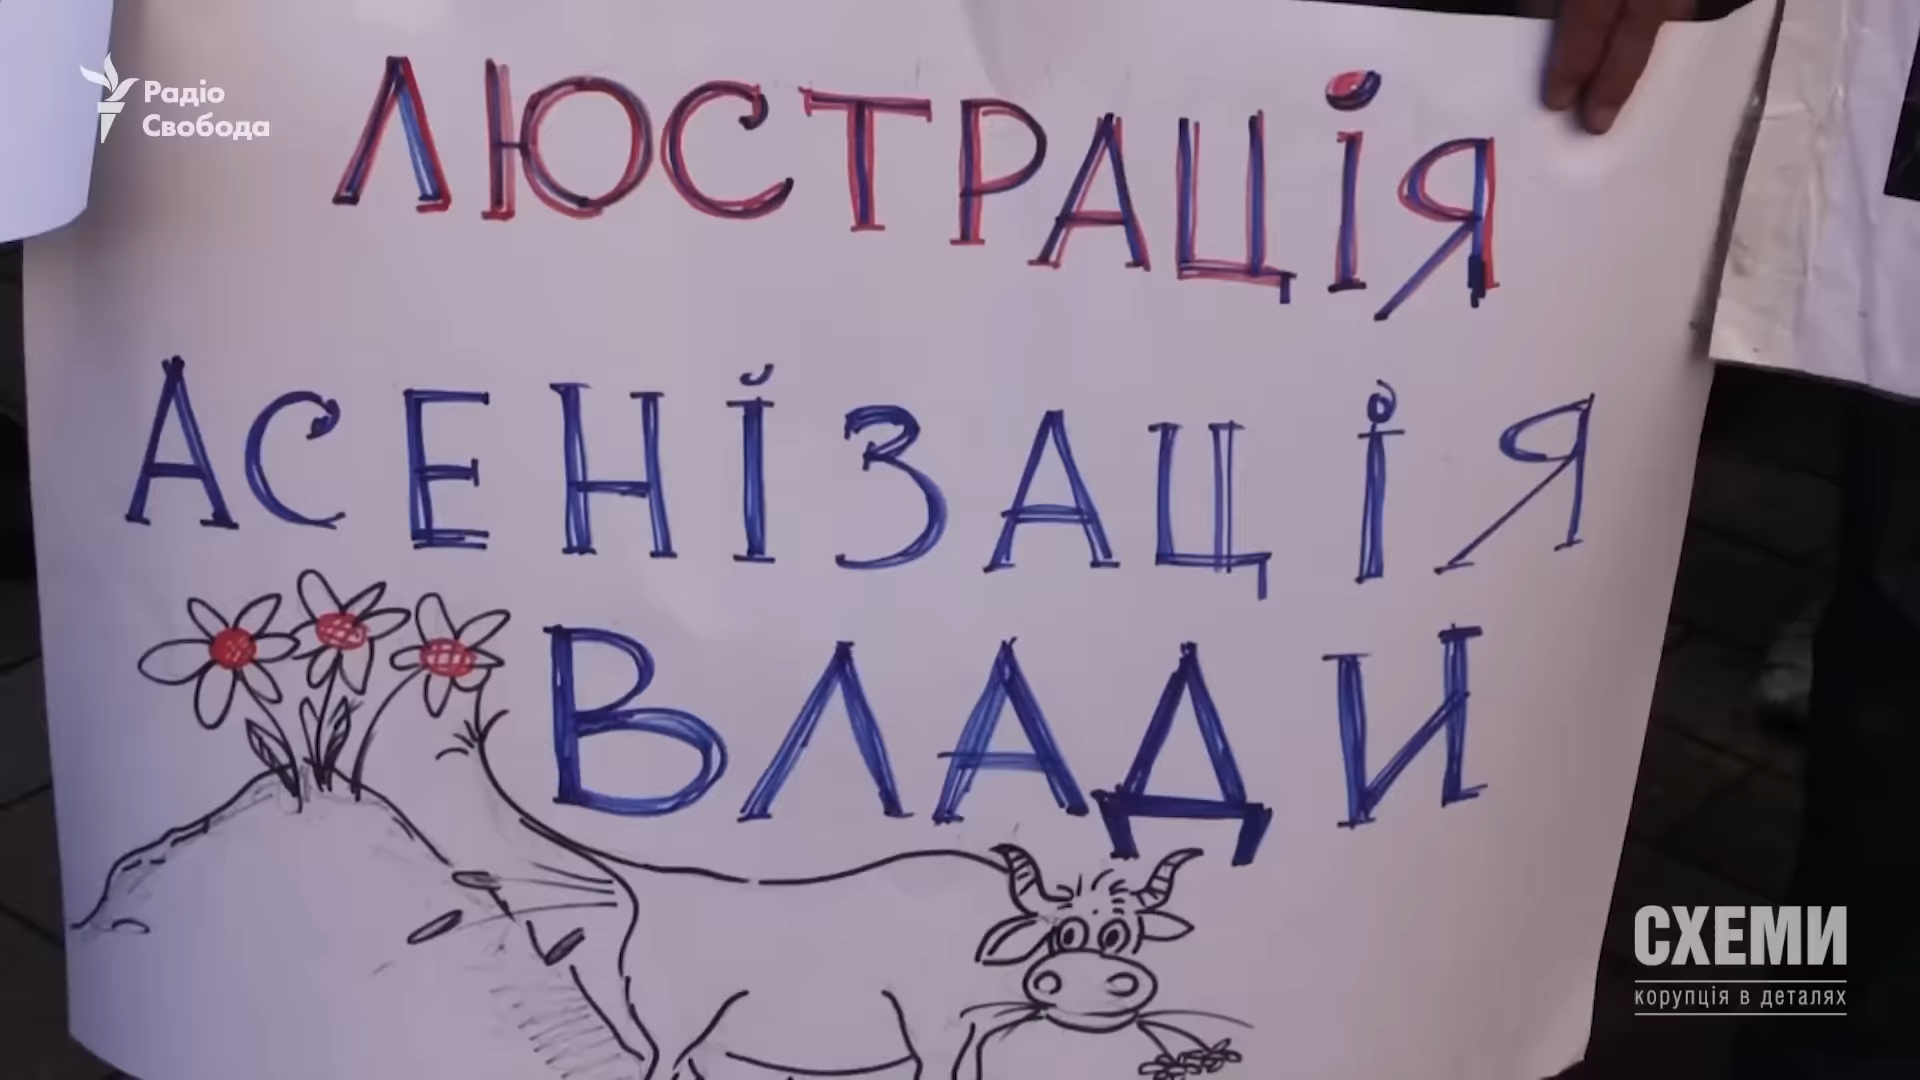 Радіо
Свобода
ЛЮСТРАЦІЯ
АСЕНІЗАЦІЯ
ВЛАДИ
СХЕМИ
корупція в деталях